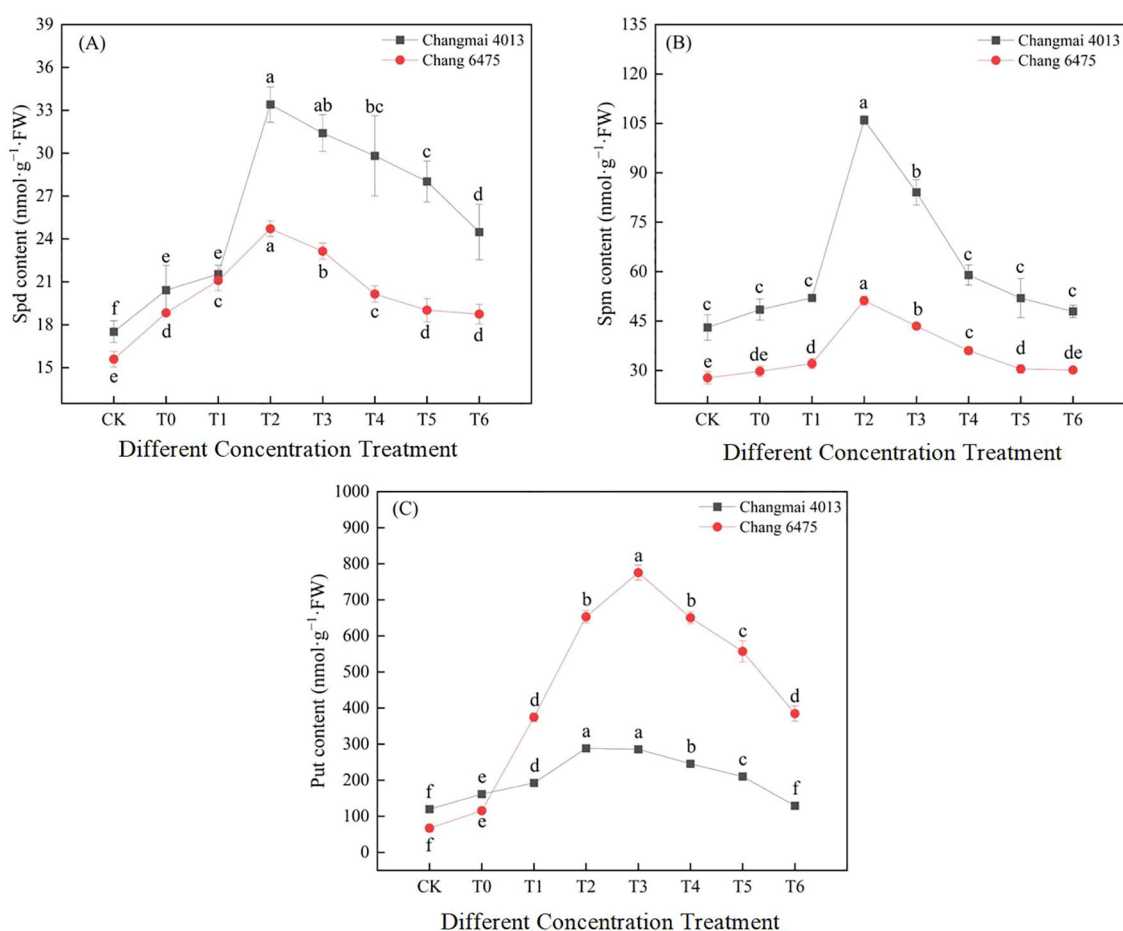 (A)
Changmai 4013
Chang 6475
Spd content (nmol·g⁻¹·FW)
39
36
33
30
27
24
21
18
15
f
e
e
a
ab
bc
c
d
e
d
c
a
b
c
d
d
CK T0 T1 T2 T3 T4 T5 T6
Different Concentration Treatment
(B)
Changmai 4013
Chang 6475
Spm content (nmol·g⁻¹·FW)
135
120
105
90
75
60
45
30
c
c
c
a
b
c
c
c
e
de
d
a
b
c
d
de
CK T0 T1 T2 T3 T4 T5 T6
Different Concentration Treatment
(C)
Changmai 4013
Chang 6475
Put content (nmol·g⁻¹·FW)
1000
900
800
700
600
500
400
300
200
100
0
f
e
d
a
a
b
c
f
f
e
d
b
a
b
c
d
CK T0 T1 T2 T3 T4 T5 T6
Different Concentration Treatment